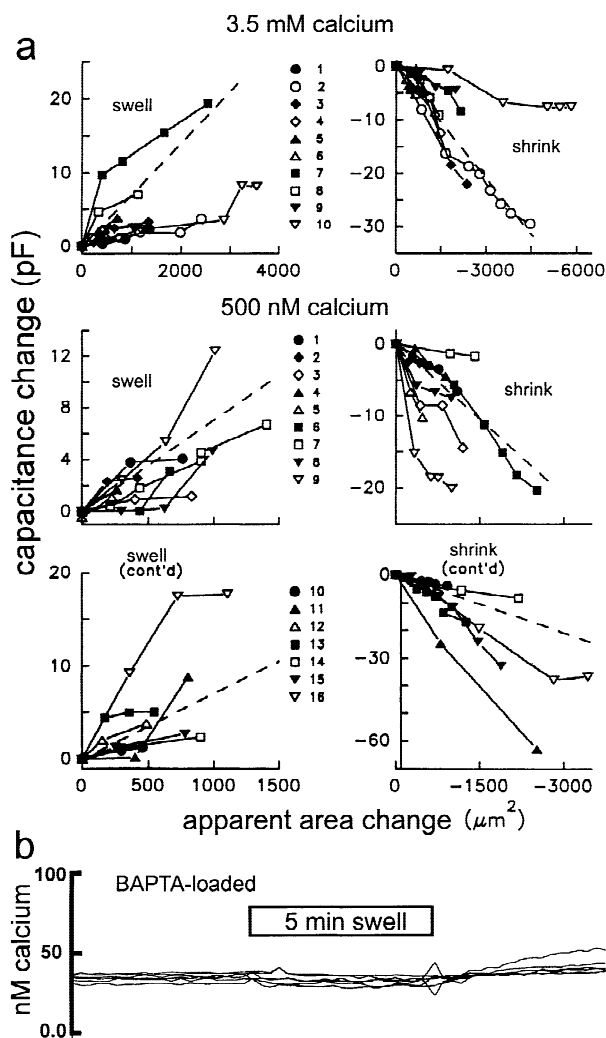 3.5 mM calcium
a
capacitance change (pF)
swell
20
10
0
0 2000 4000
1
2
3
4
5
6
7
8
9
10
shrink
0
−10
−20
−30
0 −3000 −6000
500 nM calcium
swell
12
8
4
0
1
2
3
4
5
6
7
8
9
shrink
0
−10
−20
swell
(cont'd)
20
10
0
0 500 1000 1500
10
11
12
13
14
15
16
shrink
(cont'd)
0
−30
−60
0 −1500 −3000
apparent area change (μm²)
b
nM calcium
100
50
0.0
BAPTA-loaded
5 min swell